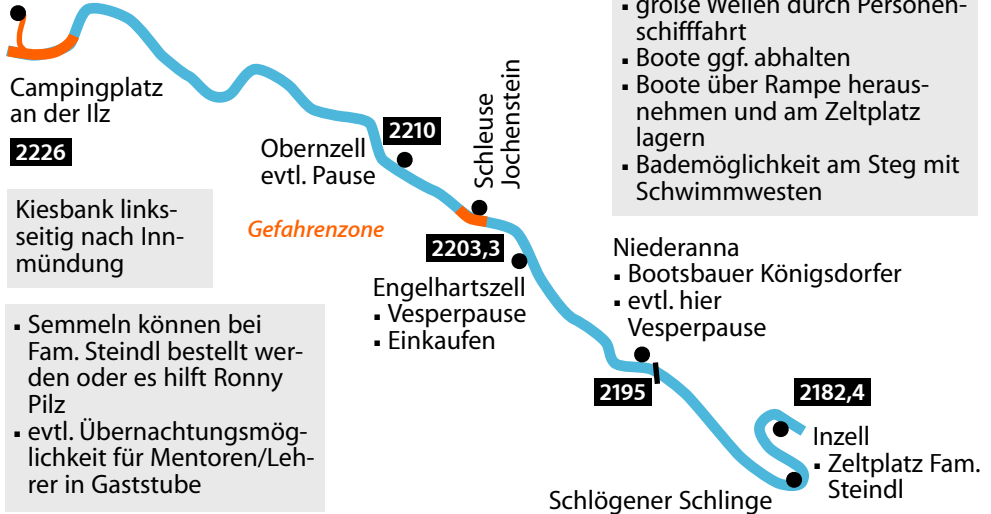 ▪ große Wellen durch Personen-
schifffahrt
▪ Boote ggf. abhalten
▪ Boote über Rampe heraus-
nehmen und am Zeltplatz
lagern
▪ Bademöglichkeit am Steg mit
Schwimmwesten
Campingplatz
an der Ilz
2226
Kiesbank links-
seitig nach Inn-
mündung
▪ Semmeln können bei
Fam. Steindl bestellt wer-
den oder es hilft Ronny
Pilz
▪ evtl. Übernachtungsmög-
lichkeit für Mentoren/Leh-
rer in Gaststube
Obernzell
evtl. Pause
2210
Schleuse
Jochenstein
Gefahrenzone
2203,3
Engelhartszell
▪ Vesperpause
▪ Einkaufen
Niederanna
▪ Bootsbauer Königsdorfer
▪ evtl. hier
Vesperpause
2195
2182,4
Inzell
▪ Zeltplatz Fam.
Steindl
Schlögener Schlinge